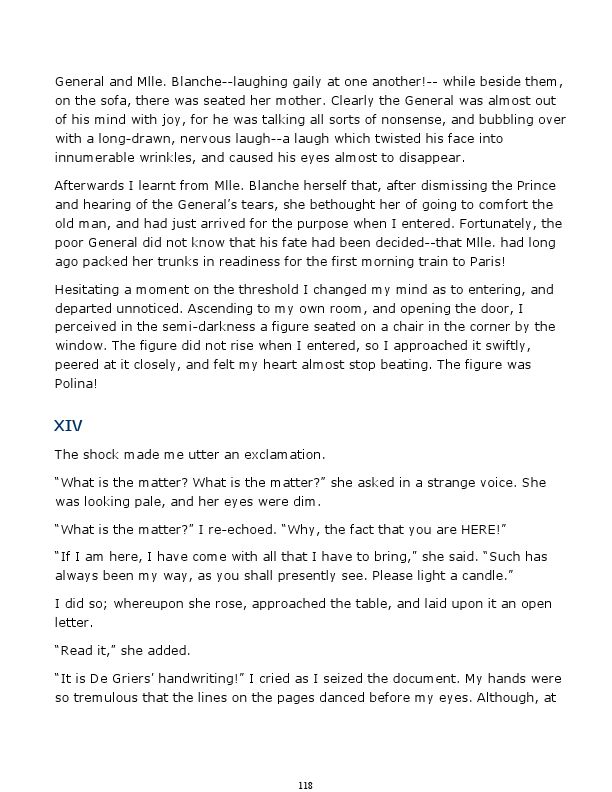 General and Mlle. Blanche--laughing gaily at one another!-- while beside them,
on the sofa, there was seated her mother. Clearly the General was almost out
of his mind with joy, for he was talking all sorts of nonsense, and bubbling over
with a long-drawn, nervous laugh--a laugh which twisted his face into
innumerable wrinkles, and caused his eyes almost to disappear.
Afterwards I learnt from Mlle. Blanche herself that, after dismissing the Prince
and hearing of the General’s tears, she bethought her of going to comfort the
old man, and had just arrived for the purpose when I entered. Fortunately, the
poor General did not know that his fate had been decided--that Mlle. had long
ago packed her trunks in readiness for the first morning train to Paris!
Hesitating a moment on the threshold I changed my mind as to entering, and
departed unnoticed. Ascending to my own room, and opening the door, I
perceived in the semi-darkness a figure seated on a chair in the corner by the
window. The figure did not rise when I entered, so I approached it swiftly,
peered at it closely, and felt my heart almost stop beating. The figure was
Polina!
XIV
The shock made me utter an exclamation.
“What is the matter? What is the matter?” she asked in a strange voice. She
was looking pale, and her eyes were dim.
“What is the matter?” I re-echoed. “Why, the fact that you are HERE!”
“If I am here, I have come with all that I have to bring,” she said. “Such has
always been my way, as you shall presently see. Please light a candle.”
I did so; whereupon she rose, approached the table, and laid upon it an open
letter.
“Read it,” she added.
“It is De Griers’ handwriting!” I cried as I seized the document. My hands were
so tremulous that the lines on the pages danced before my eyes. Although, at
118